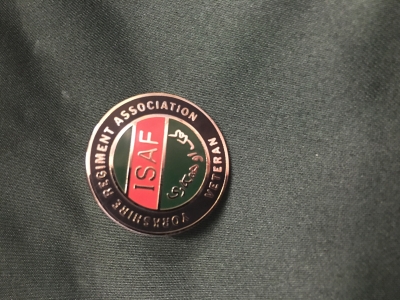 YORKSHIRE REGIMENT ASSOCIATION
VETERAN
ISAF